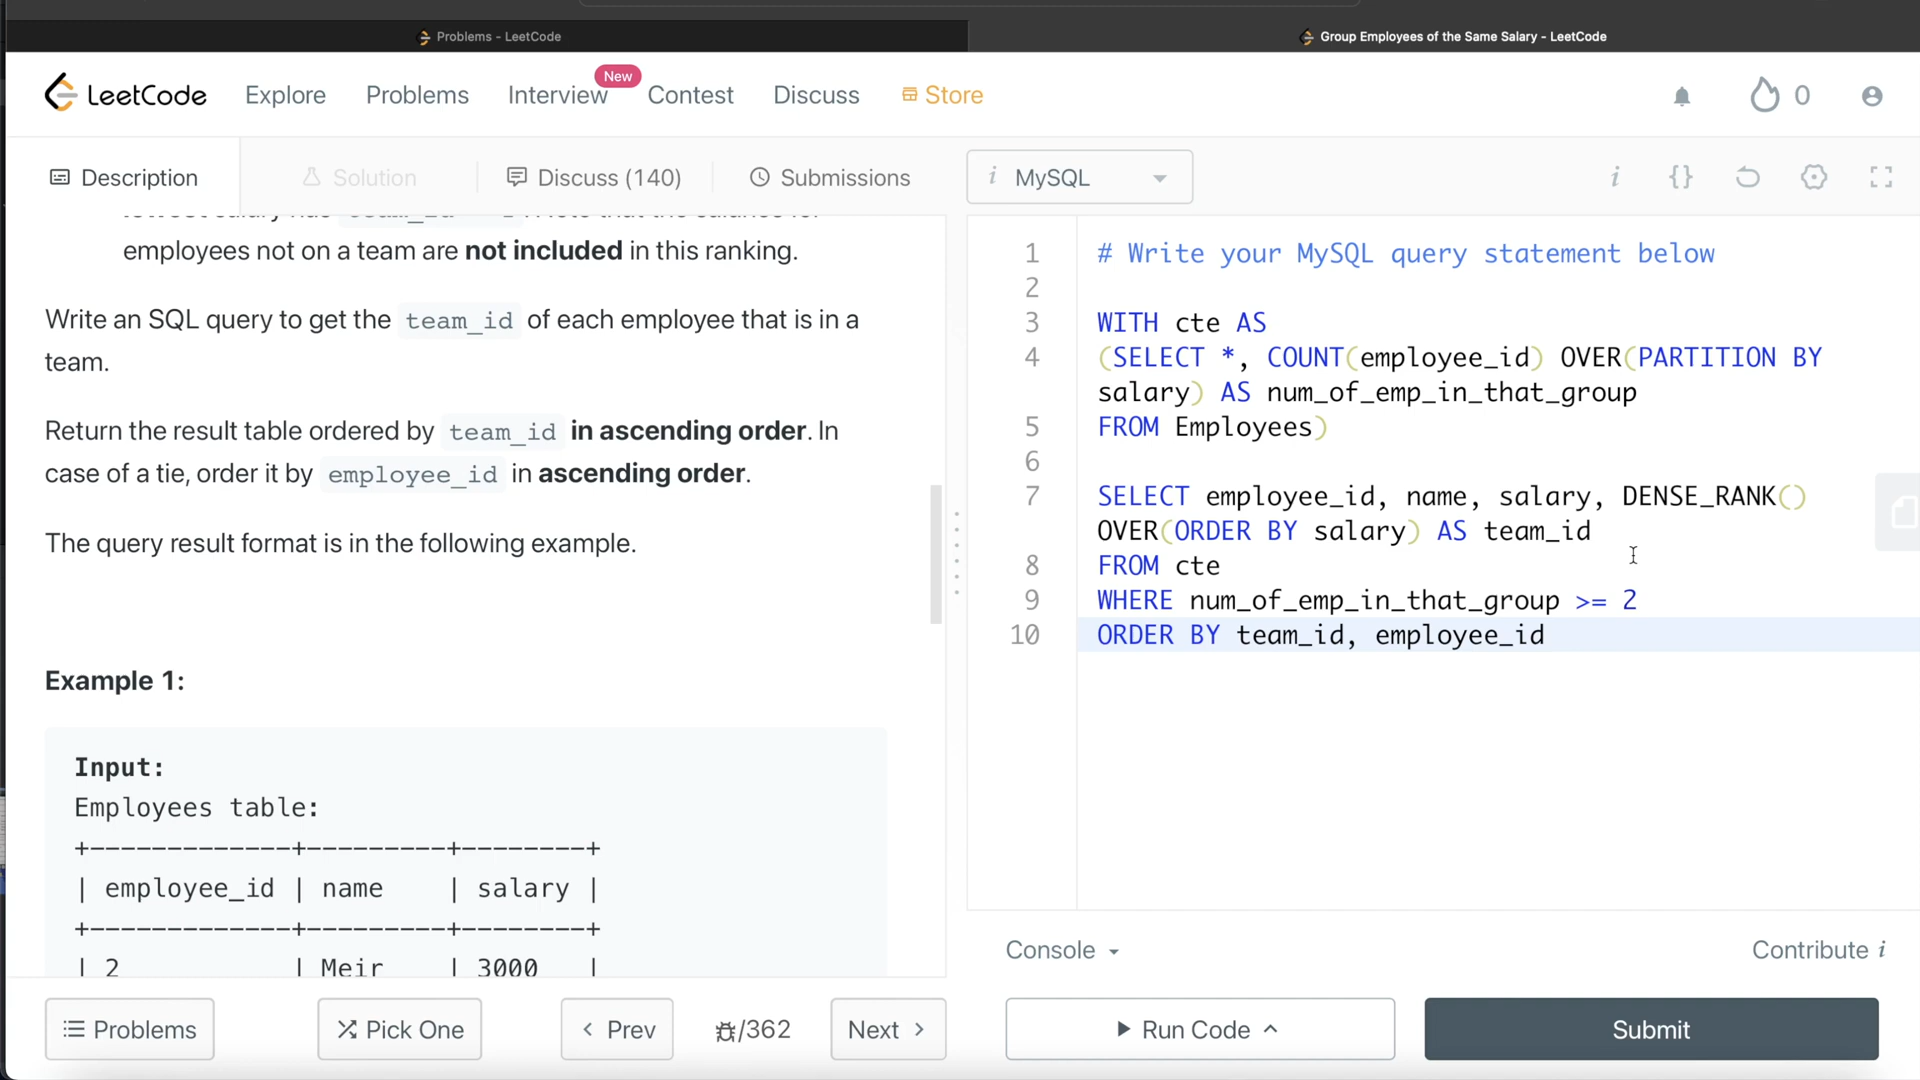 Problems - LeetCode
Group Employees of the Same Salary - LeetCode
LeetCode Explore Problems Interview New Contest Discuss Store 0
Description Solution Discuss (140) Submissions
employees not on a team are not included in this ranking.
Write an SQL query to get the team_id of each employee that is in a
team.
Return the result table ordered by team_id in ascending order. In
case of a tie, order it by employee_id in ascending order.
The query result format is in the following example.
Example 1:
Input:
Employees table:
+-------------+---------+--------+
| employee_id | name    | salary |
+-------------+---------+--------+
| 2           | Meir    | 3000   |
Problems Pick One < Prev /362 Next >
i MySQL
i {}
1 # Write your MySQL query statement below
2
3 WITH cte AS
4 (SELECT *, COUNT(employee_id) OVER(PARTITION BY
salary) AS num_of_emp_in_that_group
5 FROM Employees)
6
7 SELECT employee_id, name, salary, DENSE_RANK()
OVER(ORDER BY salary) AS team_id
8 FROM cte
9 WHERE num_of_emp_in_that_group >= 2
10 ORDER BY team_id, employee_id
Console Contribute i
Run Code Submit